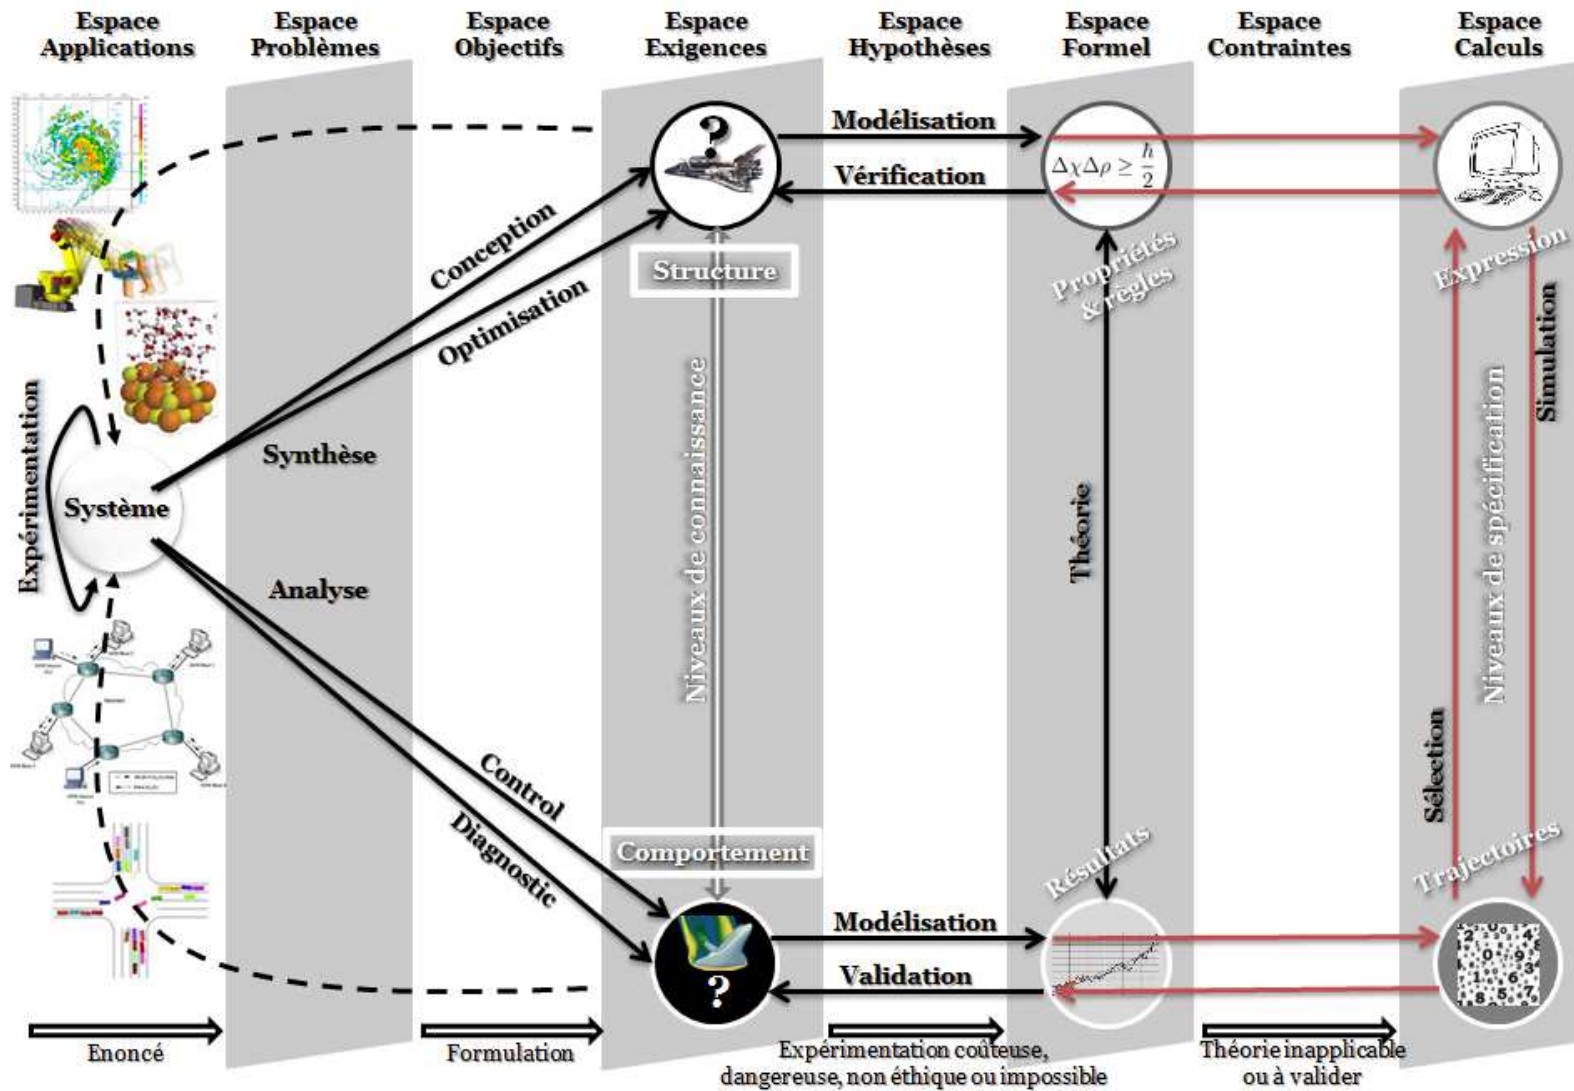 Espace
Applications
Espace
Problèmes
Espace
Objectifs
Espace
Exigences
Espace
Hypothèses
Espace
Formel
Espace
Contraintes
Espace
Calculs
?
Modélisation
Vérification
ΔχΔρ ≥ ħ/2
Conception
Optimisation
Structure
Propriétés
& règles
Expression
Simulation
Expérimentation
Système
Synthèse
Analyse
Niveaux de connaissance
Théorie
Niveaux de spécification
Sélection
Control
Diagnostic
Comportement
Résultats
Trajectoires
Modélisation
Validation
?
Enoncé
Formulation
Expérimentation coûteuse,
dangereuse, non éthique ou impossible
Théorie inapplicable
ou à valider